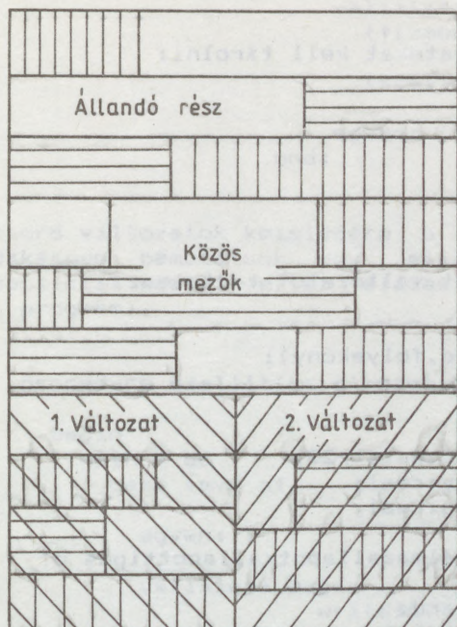 Állandó rész
Közös
mezők
1. Változat
2. Változat